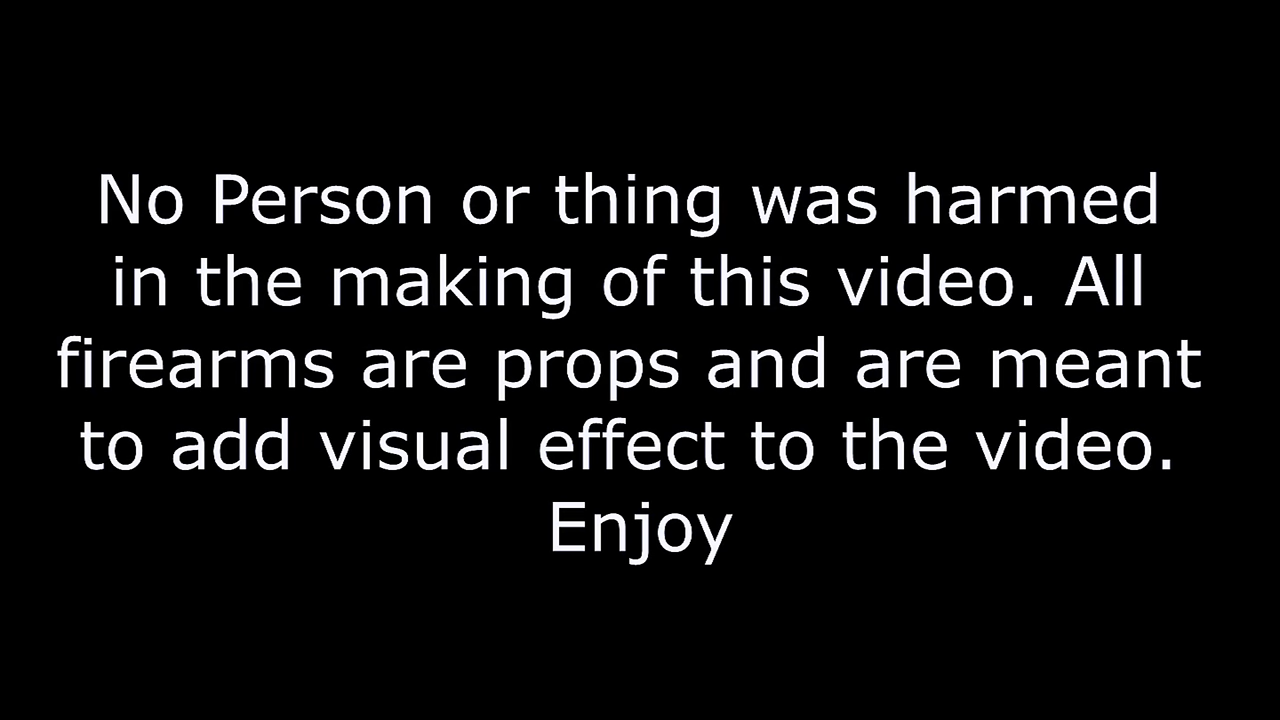 No Person or thing was harmed
in the making of this video. All
firearms are props and are meant
to add visual effect to the video.
Enjoy